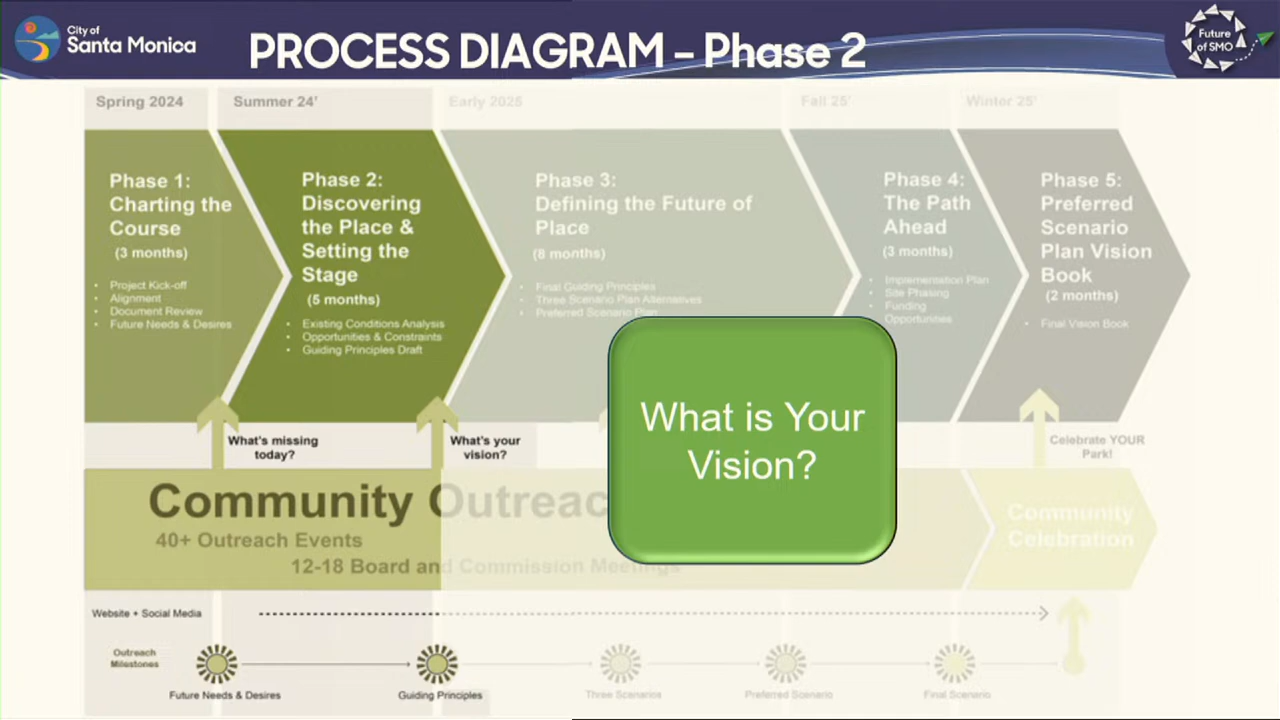 City of
Santa Monica
PROCESS DIAGRAM – Phase 2
Future
of SMO
Spring 2024
Summer 24'
Early 2025
Fall 25'
Winter 25'
Phase 1:
Charting the
Course
(3 months)
• Project Kick-off
• Alignment
• Document Review
• Future Needs & Desires
Phase 2:
Discovering
the Place &
Setting the
Stage
(5 months)
• Existing Conditions Analysis
• Opportunities & Constraints
• Guiding Principles Draft
Phase 3:
Defining the Future of
Place
(8 months)
• Final Guiding Principles
• Three Scenario Plan Alternatives
• Preferred Scenario Plan
Phase 4:
The Path
Ahead
(3 months)
• Implementation Plan
• Site Phasing
• Funding
Opportunities
Phase 5:
Preferred
Scenario
Plan Vision
Book
(2 months)
• Final Vision Book
What's missing
today?
What's your
vision?
What is Your
Vision?
Celebrate YOUR
Park!
Community Outreac
40+ Outreach Events
12-18 Board and Commission Meetings
Community
Celebration
Website + Social Media
Outreach
Milestones
Future Needs & Desires
Guiding Principles
Three Scenarios
Preferred Scenario
Final Scenario